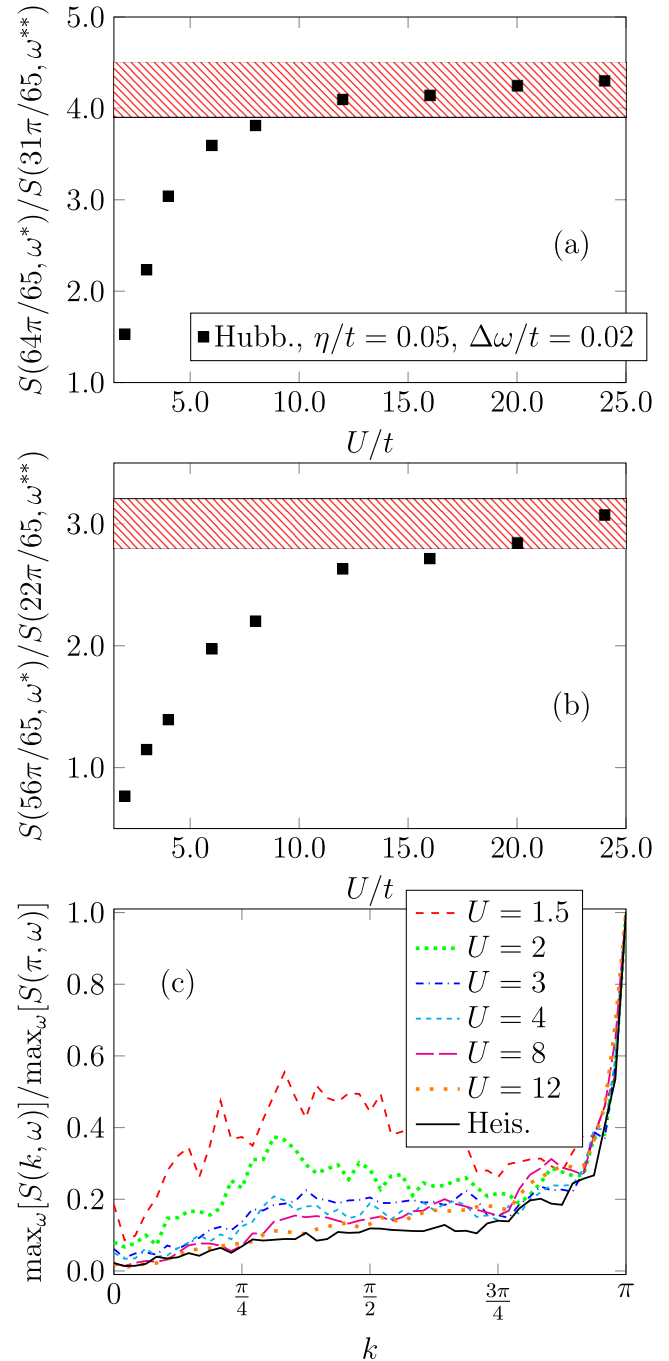 S(64π/65, ω*)/S(31π/65, ω**)
5.0
4.0
3.0
2.0
1.0
(a)
Hubb., η/t = 0.05, Δω/t = 0.02
5.0 10.0 15.0 20.0 25.0
U/t
S(56π/65, ω*)/S(22π/65, ω**)
3.0
2.0
1.0
(b)
5.0 10.0 15.0 20.0 25.0
U/t
max_ω[S(k, ω)]/max_ω[S(π, ω)]
1.0
0.8
0.6
0.4
0.2
0.0
(c)
U = 1.5
U = 2
U = 3
U = 4
U = 8
U = 12
Heis.
0 π/4 π/2 3π/4 π
k